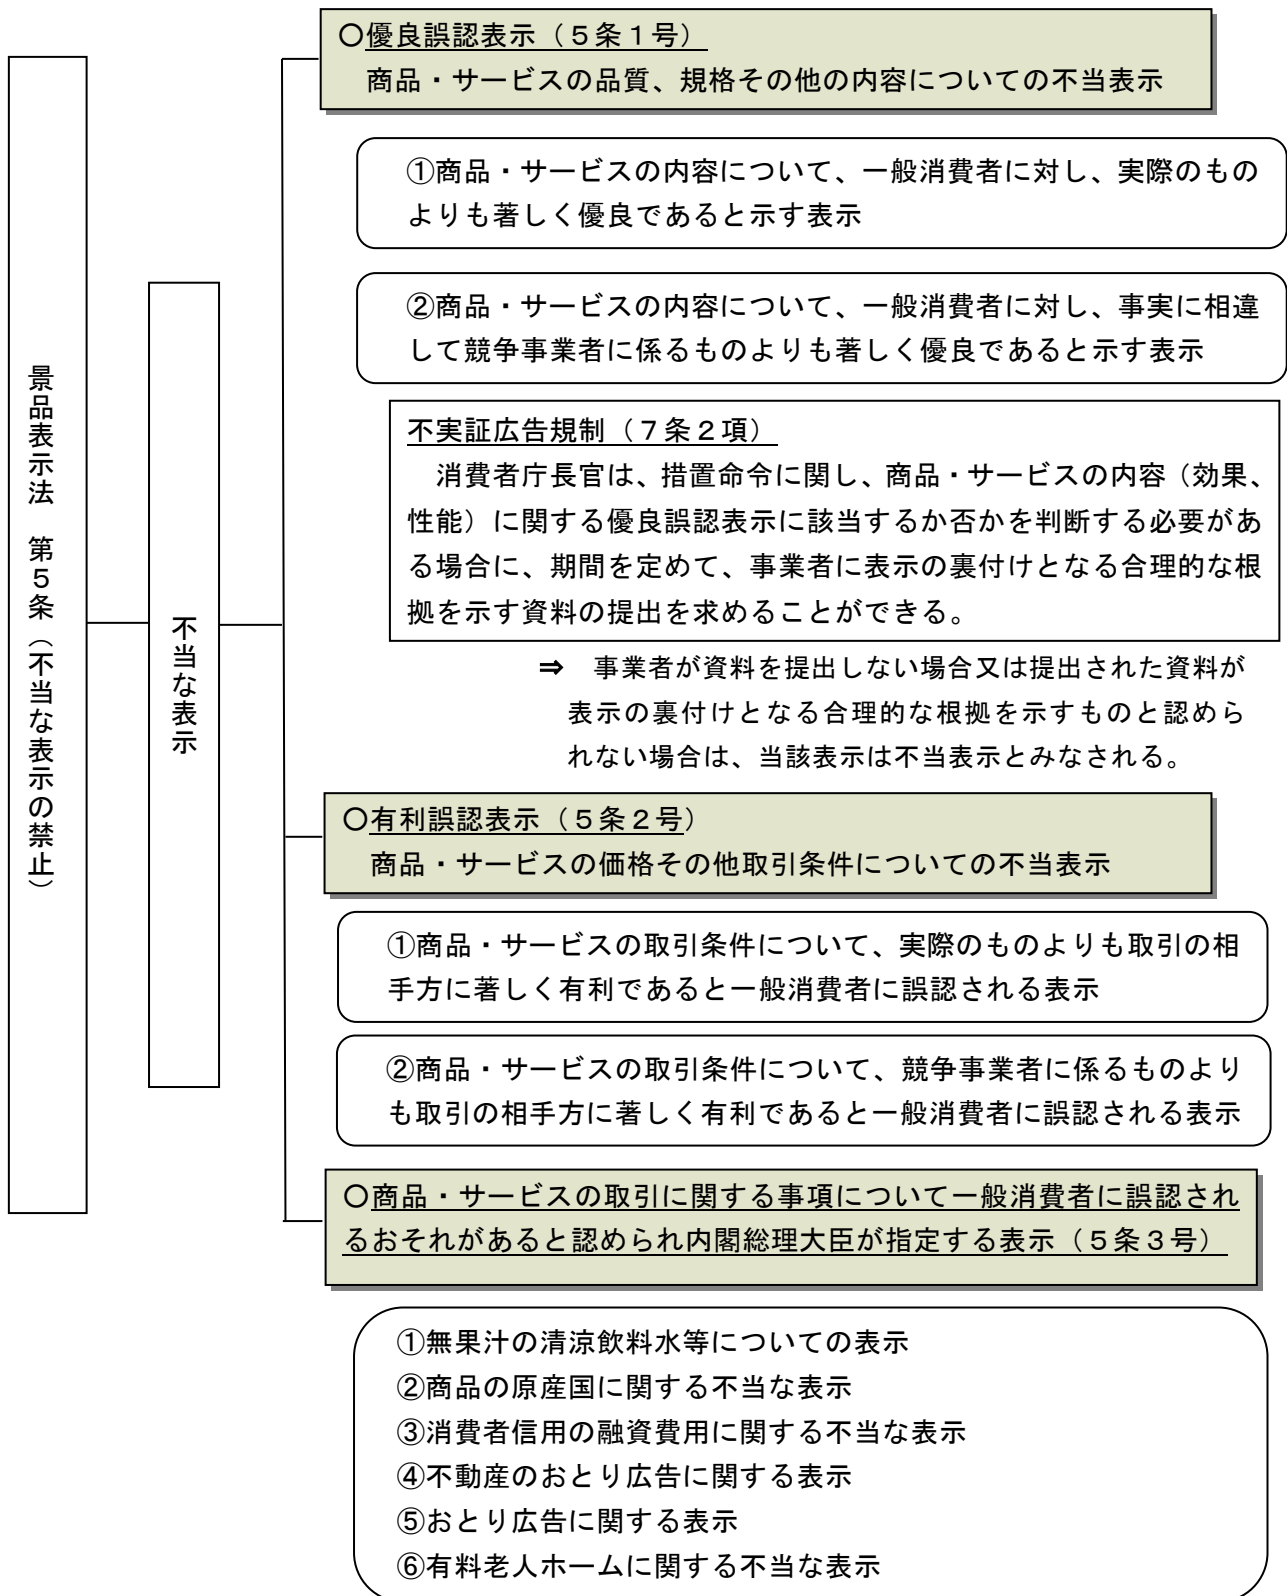 景品表示法　第５条（不当な表示の禁止）
不当な表示
〇優良誤認表示（５条１号）
商品・サービスの品質、規格その他の内容についての不当表示
①商品・サービスの内容について、一般消費者に対し、実際のもの
よりも著しく優良であると示す表示
②商品・サービスの内容について、一般消費者に対し、事実に相違
して競争事業者に係るものよりも著しく優良であると示す表示
不実証広告規制（７条２項）
消費者庁長官は、措置命令に関し、商品・サービスの内容（効果、
性能）に関する優良誤認表示に該当するか否かを判断する必要があ
る場合に、期間を定めて、事業者に表示の裏付けとなる合理的な根
拠を示す資料の提出を求めることができる。
⇒　事業者が資料を提出しない場合又は提出された資料が
表示の裏付けとなる合理的な根拠を示すものと認めら
れない場合は、当該表示は不当表示とみなされる。
〇有利誤認表示（５条２号）
商品・サービスの価格その他取引条件についての不当表示
①商品・サービスの取引条件について、実際のものよりも取引の相
手方に著しく有利であると一般消費者に誤認される表示
②商品・サービスの取引条件について、競争事業者に係るものより
も取引の相手方に著しく有利であると一般消費者に誤認される表示
〇商品・サービスの取引に関する事項について一般消費者に誤認され
るおそれがあると認められ内閣総理大臣が指定する表示（５条３号）
①無果汁の清涼飲料水等についての表示
②商品の原産国に関する不当な表示
③消費者信用の融資費用に関する不当な表示
④不動産のおとり広告に関する表示
⑤おとり広告に関する表示
⑥有料老人ホームに関する不当な表示